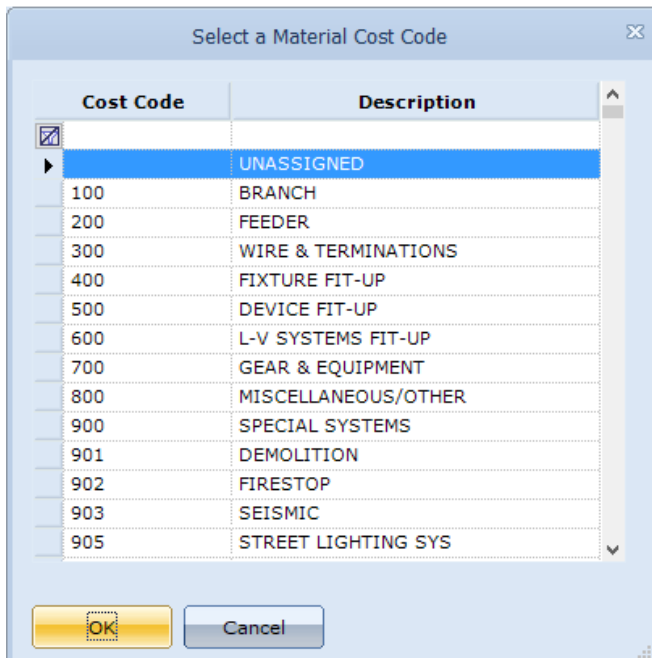 Select a Material Cost Code
Cost Code Description
UNASSIGNED
100 BRANCH
200 FEEDER
300 WIRE & TERMINATIONS
400 FIXTURE FIT-UP
500 DEVICE FIT-UP
600 L-V SYSTEMS FIT-UP
700 GEAR & EQUIPMENT
800 MISCELLANEOUS/OTHER
900 SPECIAL SYSTEMS
901 DEMOLITION
902 FIRESTOP
903 SEISMIC
905 STREET LIGHTING SYS
OK Cancel